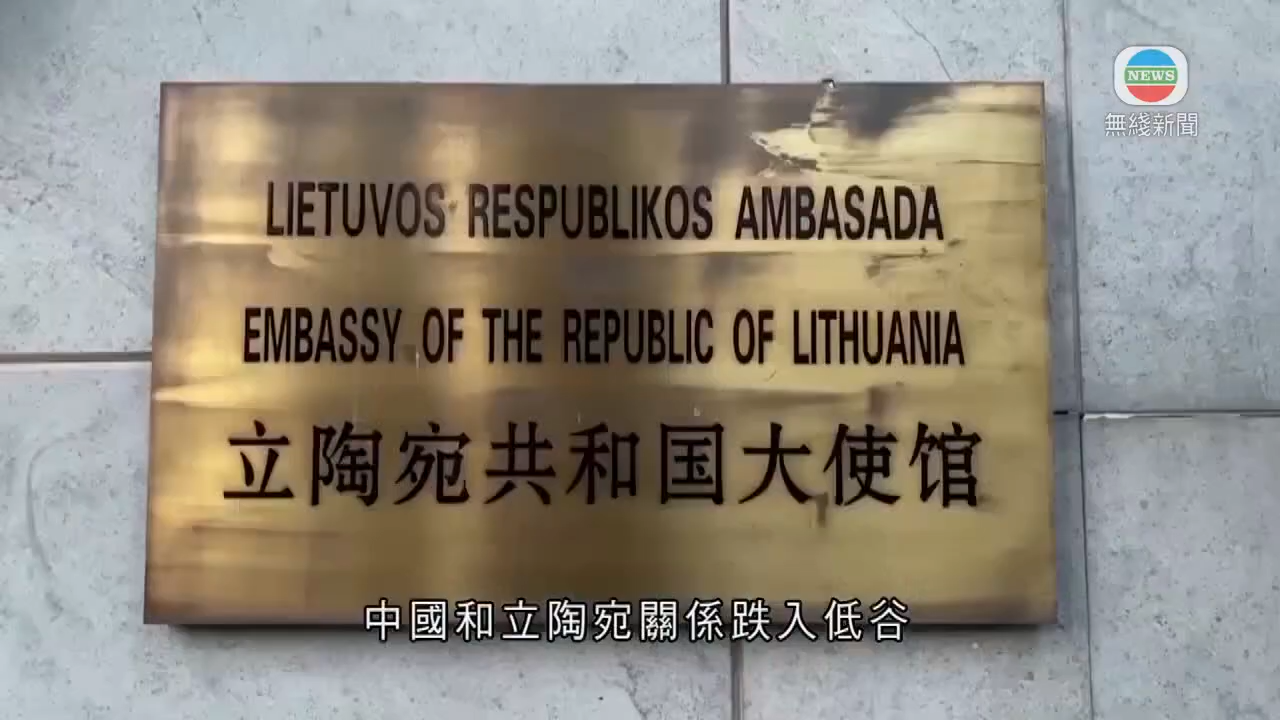 NEWS
無綫新聞
LIETUVOS RESPUBLIKOS AMBASADA
EMBASSY OF THE REPUBLIC OF LITHUANIA
立陶宛共和国大使馆
中國和立陶宛關係跌入低谷